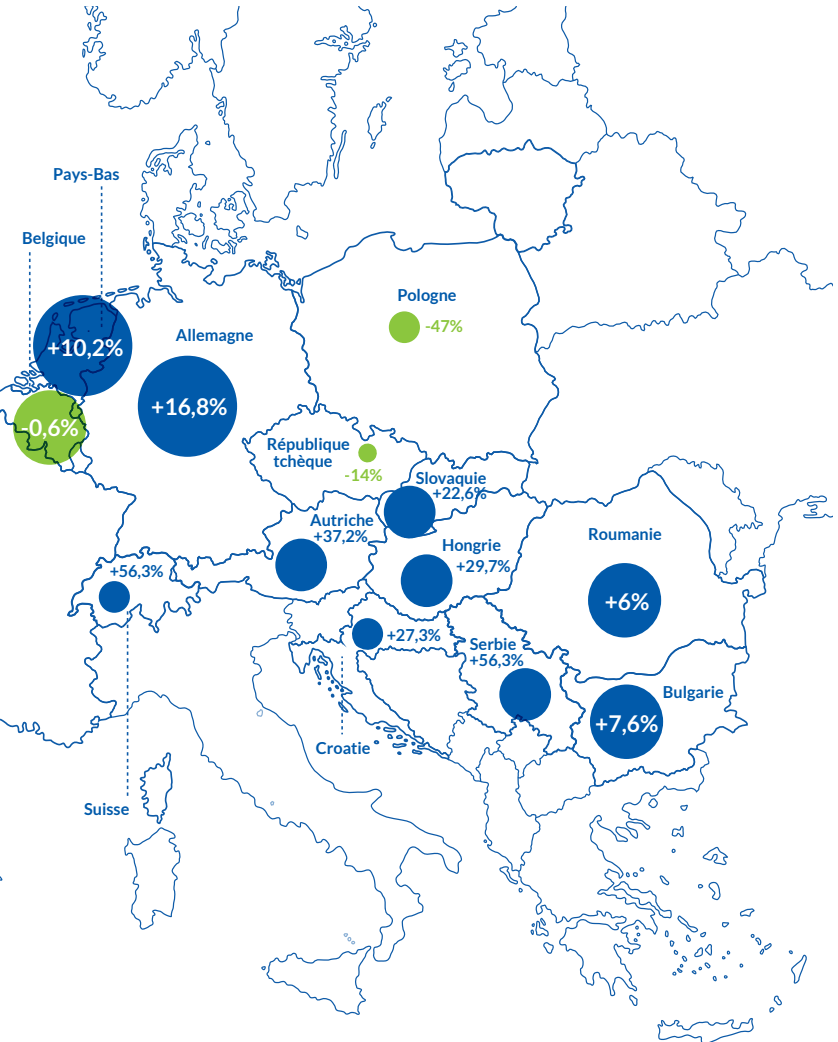 Pays-Bas
Belgique
+10,2%
Allemagne
+16,8%
-0,6%
Pologne
-47%
République
tchèque
-14%
Slovaquie
+22,6%
Autriche
+37,2%
Hongrie
+29,7%
Roumanie
+6%
+56,3%
+27,3%
Serbie
+56,3%
Bulgarie
+7,6%
Croatie
Suisse